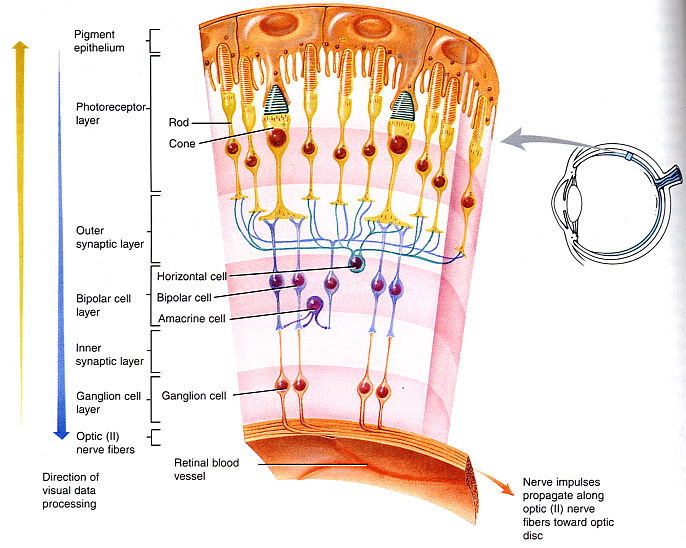 Pigment
epithelium
Photoreceptor
layer
Rod
Cone
Outer
synaptic layer
Horizontal cell
Bipolar cell
layer
Bipolar cell
Amacrine cell
Inner
synaptic layer
Ganglion cell
layer
Ganglion cell
Optic (II)
nerve fibers
Retinal blood
vessel
Direction of
visual data
processing
Nerve impulses
propagate along
optic (II) nerve
fibers toward optic
disc